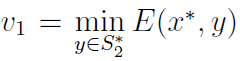 $v_1 = \min_{y \in S_2^*} E(x^*, y)$